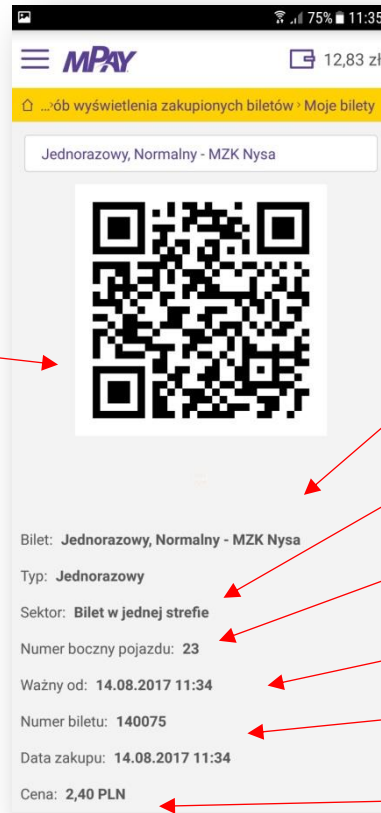 75% 11:35
mPAY 12,83 zł
...ób wyświetlenia zakupionych biletów › Moje bilety
Jednorazowy, Normalny - MZK Nysa
Bilet: Jednorazowy, Normalny - MZK Nysa
Typ: Jednorazowy
Sektor: Bilet w jednej strefie
Numer boczny pojazdu: 23
Ważny od: 14.08.2017 11:34
Numer biletu: 140075
Data zakupu: 14.08.2017 11:34
Cena: 2,40 PLN